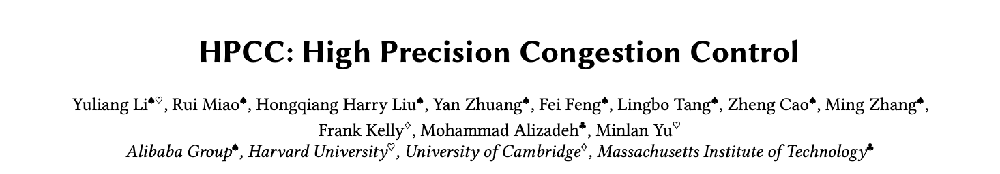 HPCC: High Precision Congestion Control
Yuliang Li♠♡, Rui Miao♠, Hongqiang Harry Liu♠, Yan Zhuang♠, Fei Feng♠, Lingbo Tang♠, Zheng Cao♠, Ming Zhang♠,
Frank Kelly♢, Mohammad Alizadeh♣, Minlan Yu♡
Alibaba Group♠, Harvard University♡, University of Cambridge♢, Massachusetts Institute of Technology♣